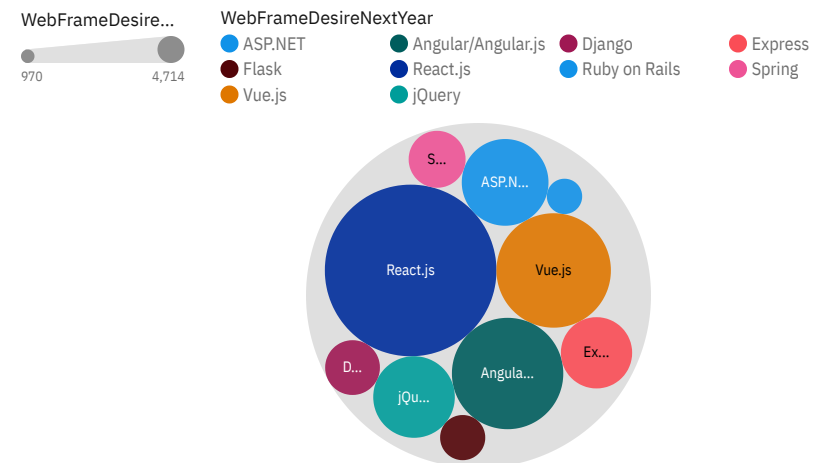 WebFrameDesire...
970
4,714
WebFrameDesireNextYear
ASP.NET
Angular/Angular.js
Django
Express
Flask
React.js
Ruby on Rails
Spring
Vue.js
jQuery
S...
ASP.N...
React.js
Vue.js
Ex...
D...
Angula...
jQu...